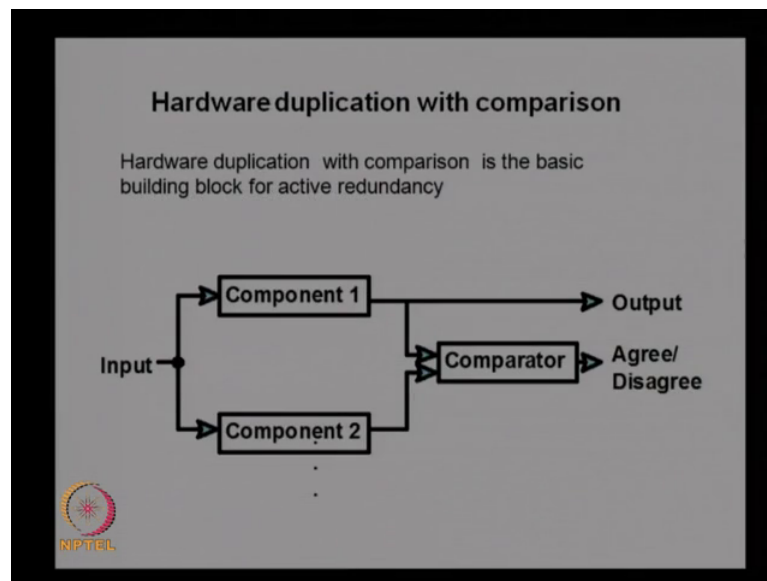 Hardware duplication with comparison
Hardware duplication with comparison is the basic
building block for active redundancy
Component 1
Output
Input
Comparator
Agree/
Disagree
Component 2
NPTEL